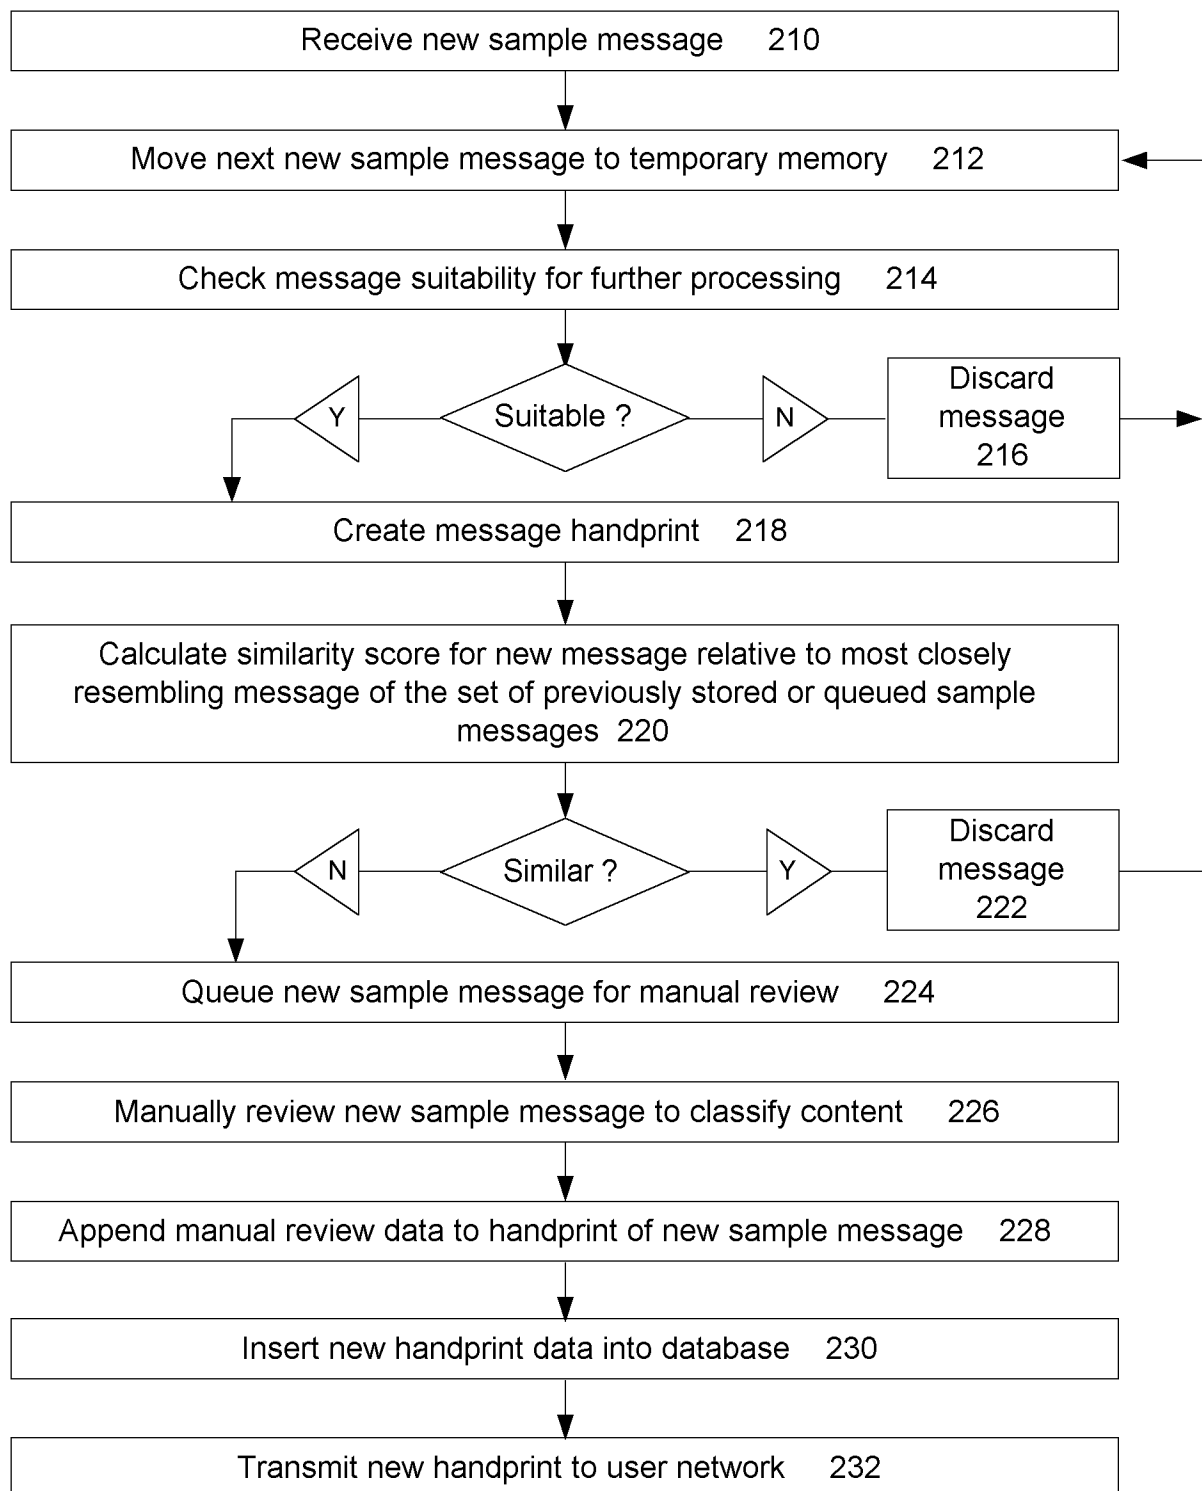 Receive new sample message 210
Move next new sample message to temporary memory 212
Check message suitability for further processing 214
Y
Suitable ?
N
Discard
message
216
Create message handprint 218
Calculate similarity score for new message relative to most closely
resembling message of the set of previously stored or queued sample
messages 220
N
Similar ?
Y
Discard
message
222
Queue new sample message for manual review 224
Manually review new sample message to classify content 226
Append manual review data to handprint of new sample message 228
Insert new handprint data into database 230
Transmit new handprint to user network 232